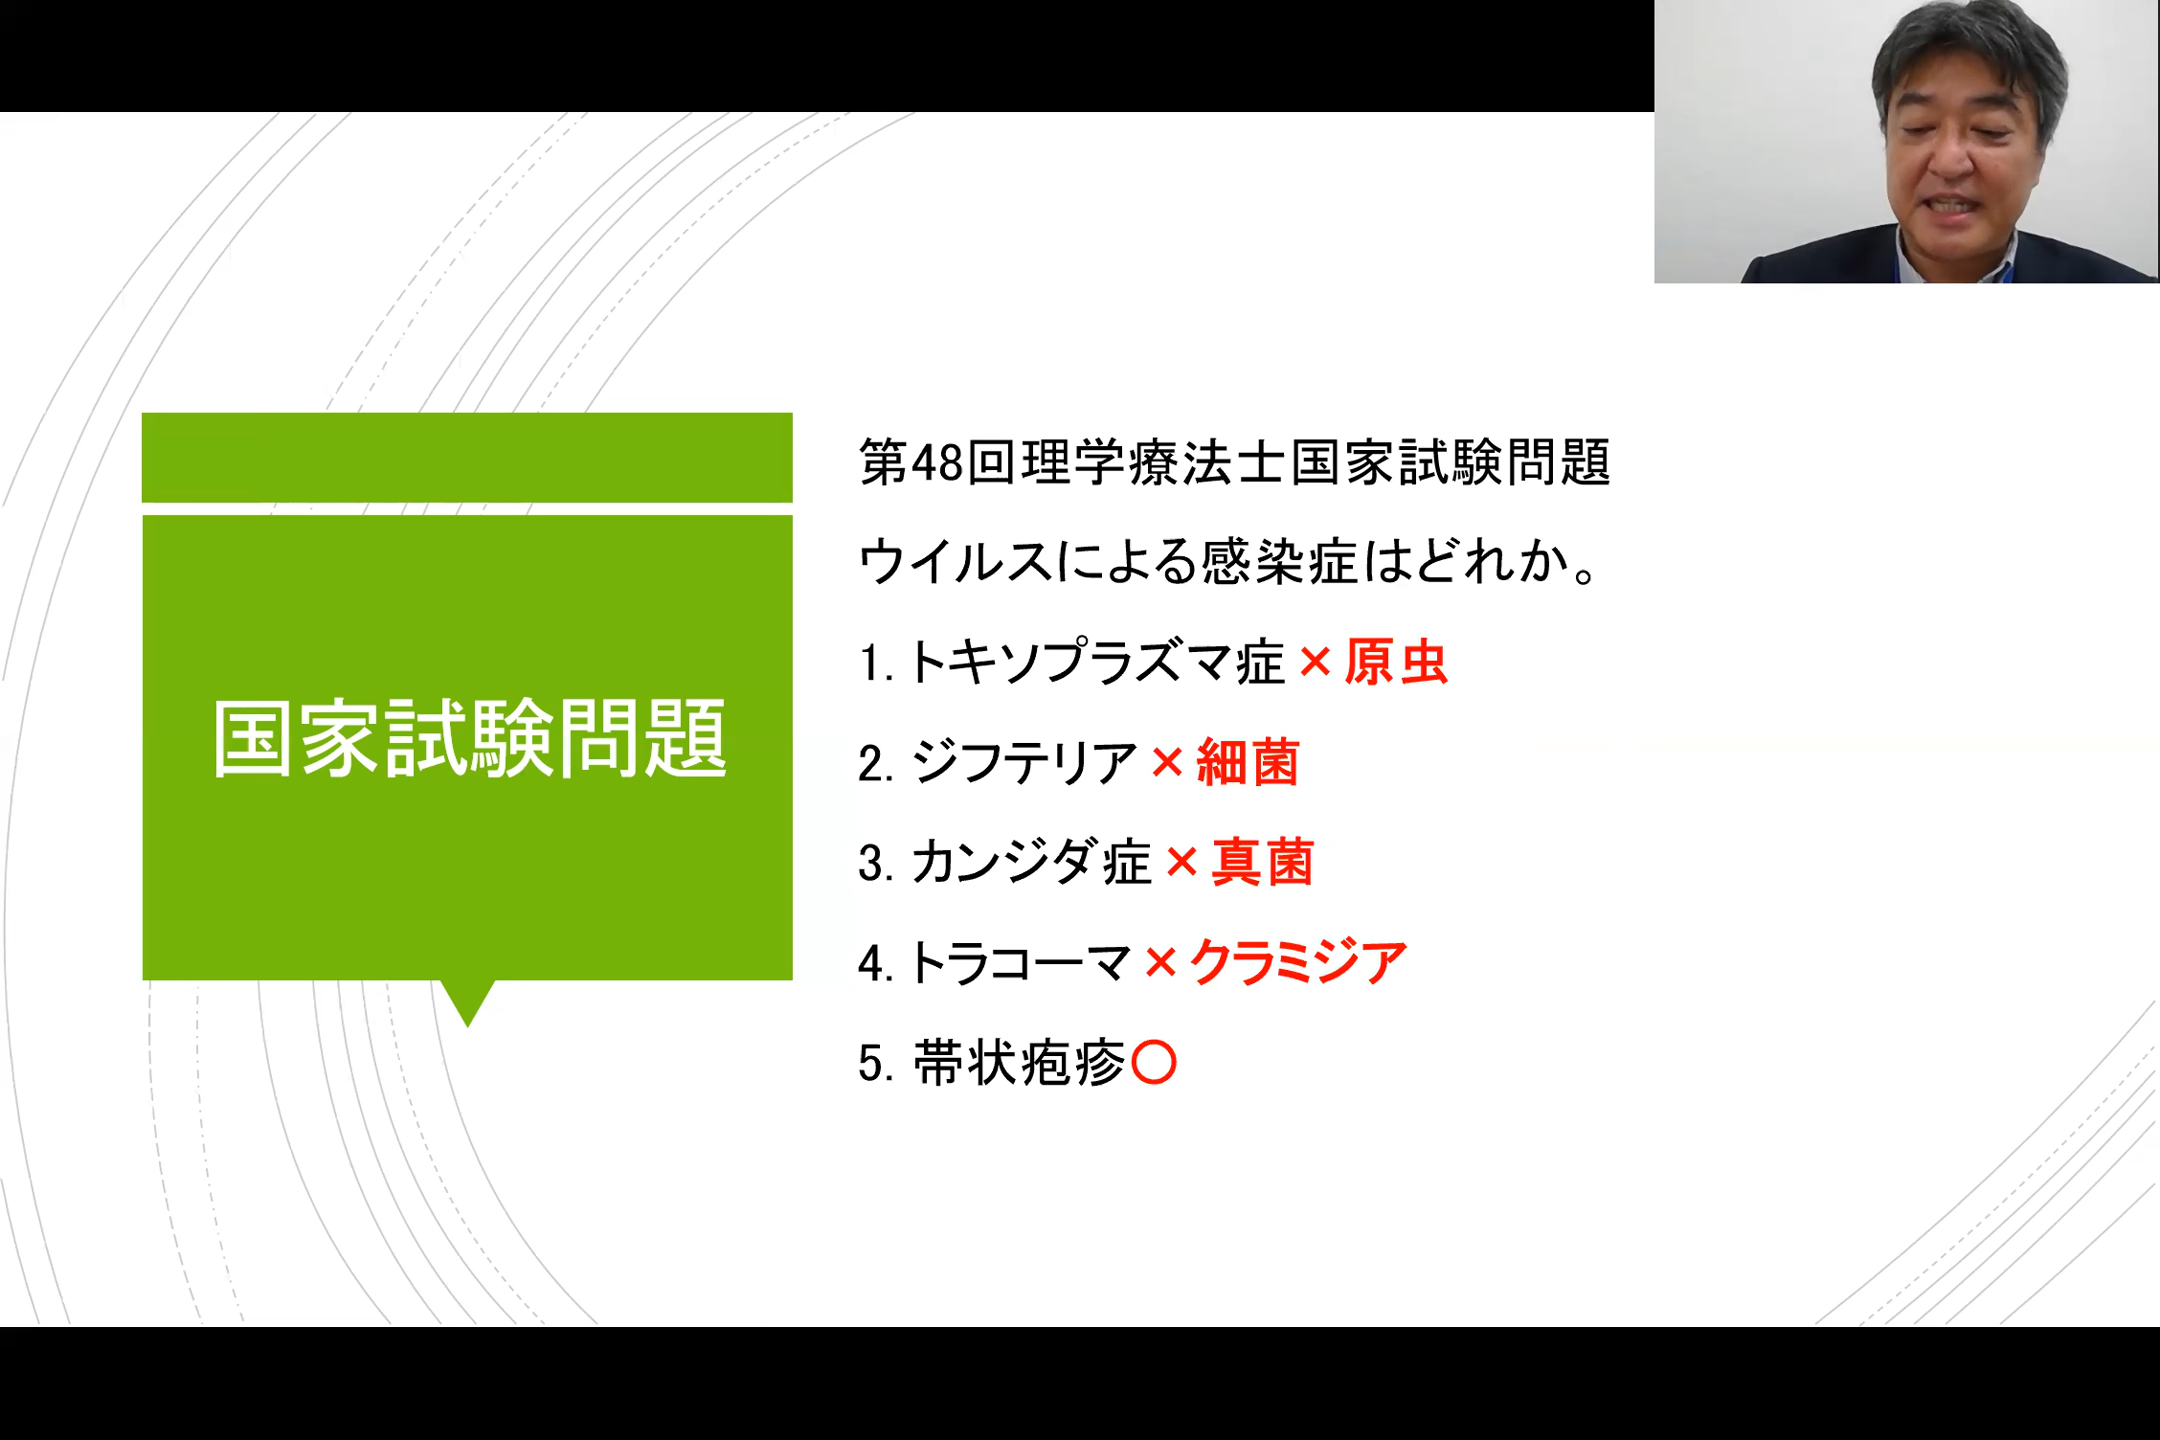 国家試験問題
第48回理学療法士国家試験問題
ウイルスによる感染症はどれか。
1. トキソプラズマ症 × 原虫
2. ジフテリア × 細菌
3. カンジダ症 × 真菌
4. トラコーマ × クラミジア
5. 帯状疱疹〇